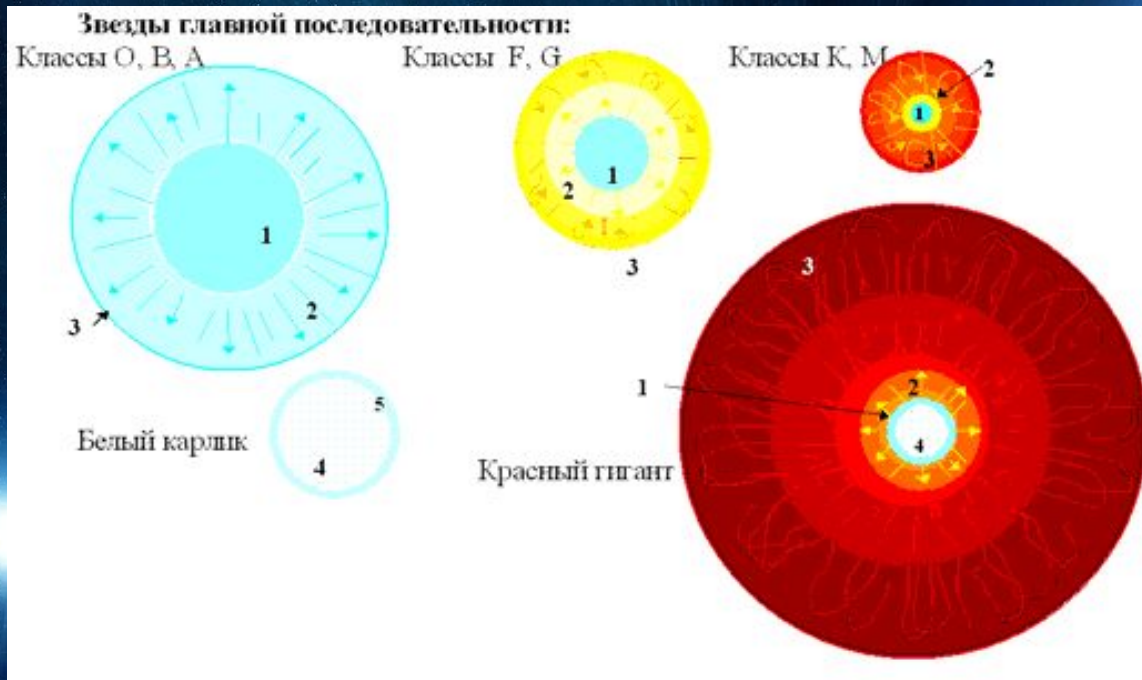 Звезды главной последовательности:
Классы O, B, A
Классы F, G
Классы K, M
1
2
3
1
2
3
1
2
3
Белый карлик
4
5
Красный гигант
1
2
3
4